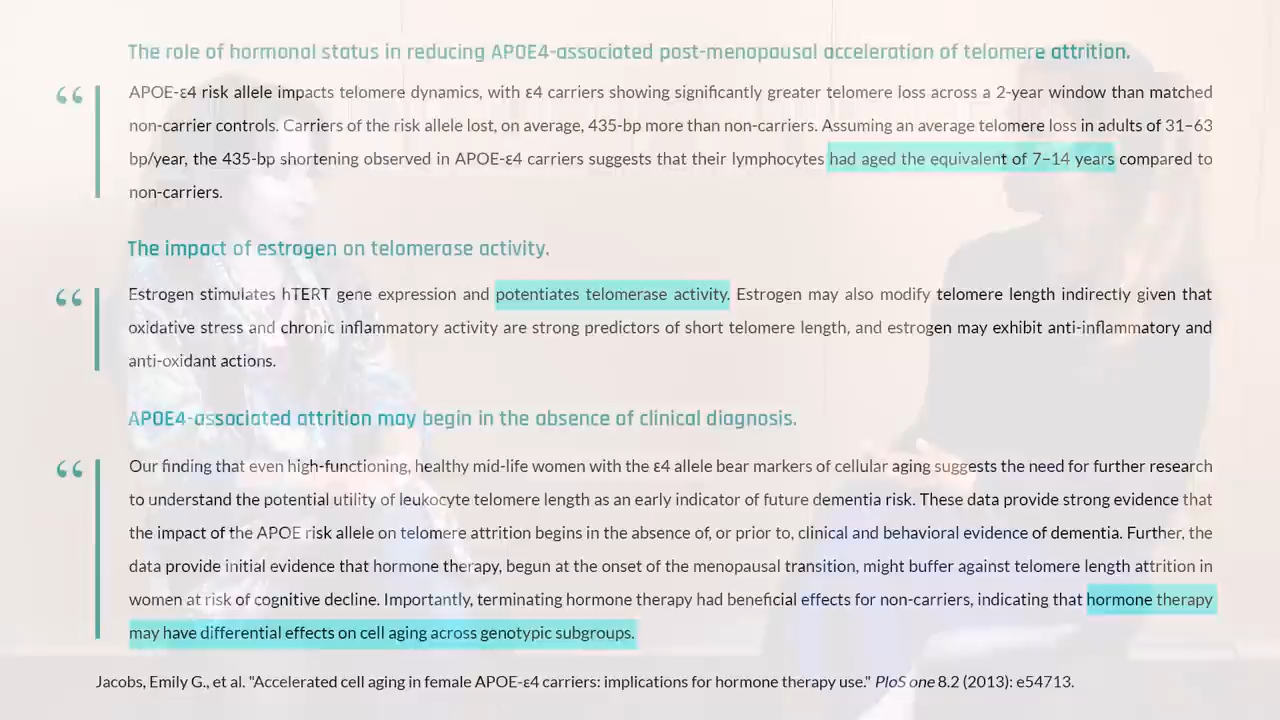 The role of hormonal status in reducing APOE4-associated post-menopausal acceleration of telomere attrition.
“ APOE-ε4 risk allele impacts telomere dynamics, with ε4 carriers showing significantly greater telomere loss across a 2-year window than matched
non-carrier controls. Carriers of the risk allele lost, on average, 435-bp more than non-carriers. Assuming an average telomere loss in adults of 31–63
bp/year, the 435-bp shortening observed in APOE-ε4 carriers suggests that their lymphocytes had aged the equivalent of 7–14 years compared to
non-carriers.
The impact of estrogen on telomerase activity.
“ Estrogen stimulates hTERT gene expression and potentiates telomerase activity. Estrogen may also modify telomere length indirectly given that
oxidative stress and chronic inflammatory activity are strong predictors of short telomere length, and estrogen may exhibit anti-inflammatory and
anti-oxidant actions.
APOE4-associated attrition may begin in the absence of clinical diagnosis.
“ Our finding that even high-functioning, healthy mid-life women with the ε4 allele bear markers of cellular aging suggests the need for further research
to understand the potential utility of leukocyte telomere length as an early indicator of future dementia risk. These data provide strong evidence that
the impact of the APOE risk allele on telomere attrition begins in the absence of, or prior to, clinical and behavioral evidence of dementia. Further, the
data provide initial evidence that hormone therapy, begun at the onset of the menopausal transition, might buffer against telomere length attrition in
women at risk of cognitive decline. Importantly, terminating hormone therapy had beneficial effects for non-carriers, indicating that hormone therapy
may have differential effects on cell aging across genotypic subgroups.
Jacobs, Emily G., et al. "Accelerated cell aging in female APOE-ε4 carriers: implications for hormone therapy use." PloS one 8.2 (2013): e54713.